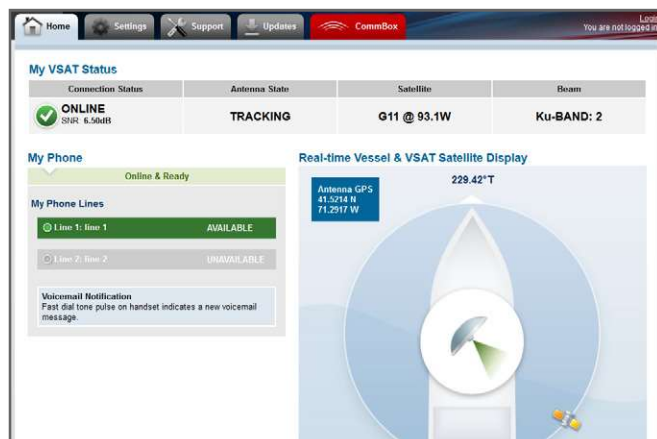 Home Settings Support Updates CommBox
Login
You are not logged in
My VSAT Status
Connection Status Antenna State Satellite Beam
ONLINE
SNR: 6.50dB
TRACKING G11 @ 93.1W Ku-BAND: 2
My Phone
Online & Ready
My Phone Lines
Line 1: line 1 AVAILABLE
Line 2: line 2 UNAVAILABLE
Voicemail Notification
Fast dial tone pulse on handset indicates a new voicemail
message.
Real-time Vessel & VSAT Satellite Display
229.42°T
Antenna GPS
41.5214 N
71.2917 W